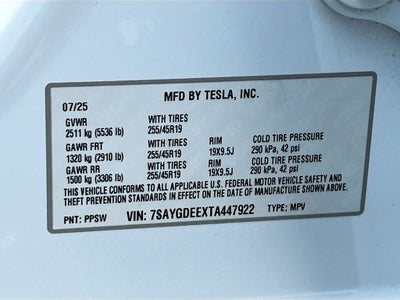 MFD BY TESLA, INC.
07/25
GVWR WITH TIRES
2511 kg (5536 lb) 255/45R19
GAWR FRT WITH TIRES RIM COLD TIRE PRESSURE
1320 kg (2910 lb) 255/45R19 19X9.5J 290 kPa, 42 psi
GAWR RR WITH TIRES RIM COLD TIRE PRESSURE
1500 kg (3306 lb) 255/45R19 19X9.5J 290 kPa, 42 psi
THIS VEHICLE CONFORMS TO ALL APPLICABLE U.S. FEDERAL MOTOR VEHICLE SAFETY AND
THEFT PREVENTION STANDARDS IN EFFECT ON THE DATE OF MANUFACTURE SHOWN ABOVE.
PNT: PPSW VIN: 7SAYGDEEXTA447922 TYPE: MPV